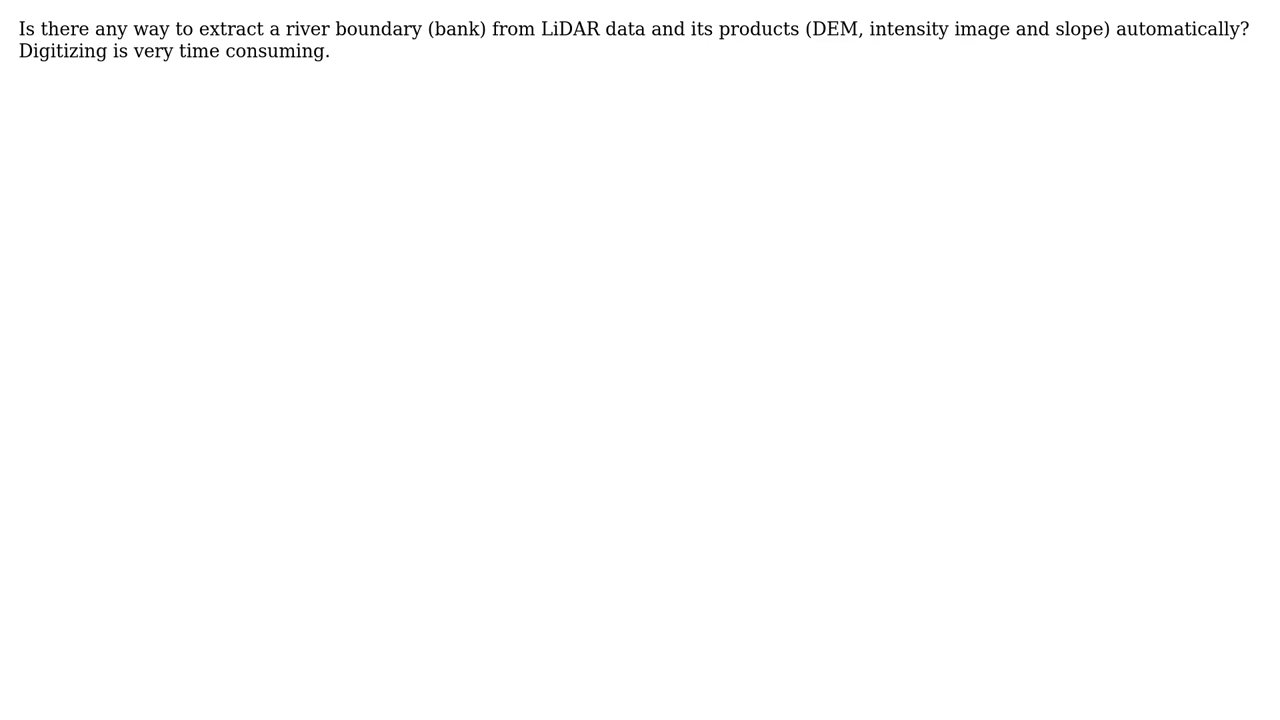 Is there any way to extract a river boundary (bank) from LiDAR data and its products (DEM, intensity image and slope) automatically?
Digitizing is very time consuming.